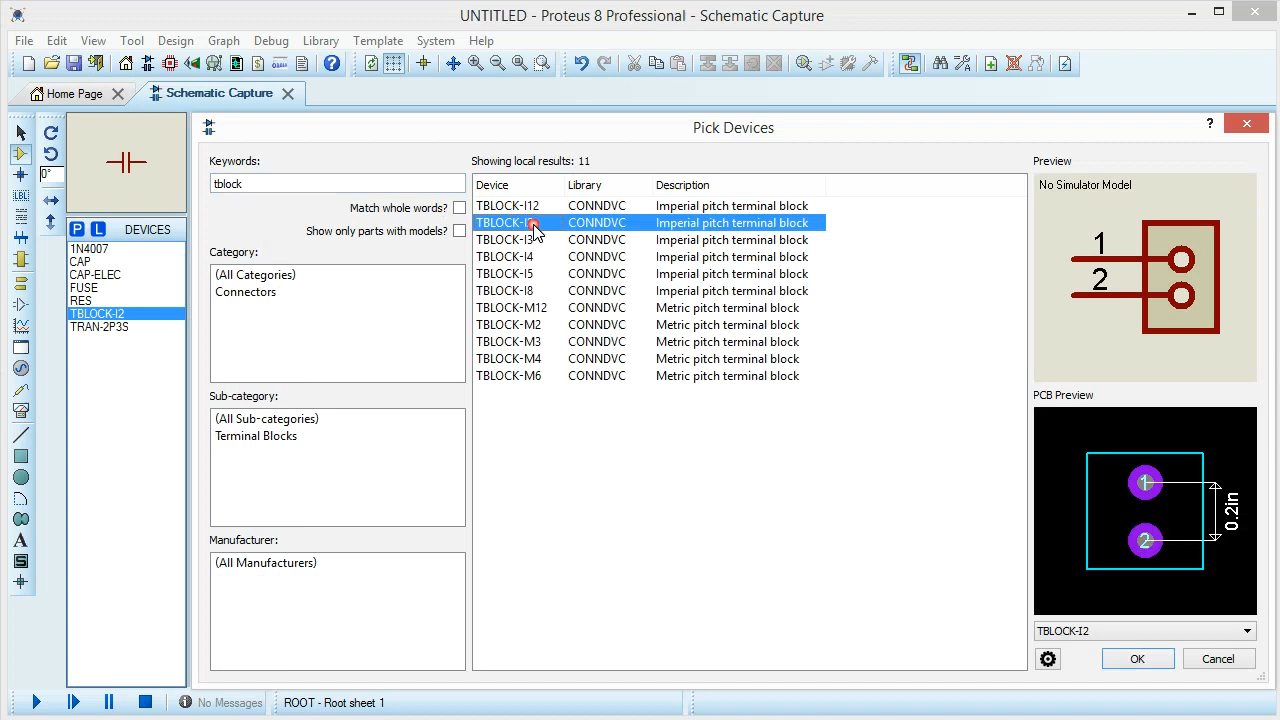 UNTITLED - Proteus 8 Professional - Schematic Capture
File Edit View Tool Design Graph Debug Library Template System Help
Home Page
Schematic Capture
0°
LBL
A
P L DEVICES
1N4007
CAP
CAP-ELEC
FUSE
RES
TBLOCK-I2
TRAN-2P3S
Pick Devices
Keywords:
tblock
Match whole words?
Show only parts with models?
Category:
(All Categories)
Connectors
Sub-category:
(All Sub-categories)
Terminal Blocks
Manufacturer:
(All Manufacturers)
Showing local results: 11
Device Library Description
TBLOCK-I12 CONNDVC Imperial pitch terminal block
TBLOCK-I CONNDVC Imperial pitch terminal block
TBLOCK-I3 CONNDVC Imperial pitch terminal block
TBLOCK-I4 CONNDVC Imperial pitch terminal block
TBLOCK-I5 CONNDVC Imperial pitch terminal block
TBLOCK-I8 CONNDVC Imperial pitch terminal block
TBLOCK-M12 CONNDVC Metric pitch terminal block
TBLOCK-M2 CONNDVC Metric pitch terminal block
TBLOCK-M3 CONNDVC Metric pitch terminal block
TBLOCK-M4 CONNDVC Metric pitch terminal block
TBLOCK-M6 CONNDVC Metric pitch terminal block
Preview
No Simulator Model
1
2
PCB Preview
1
2
0.2in
TBLOCK-I2
OK Cancel
No Messages
ROOT - Root sheet 1